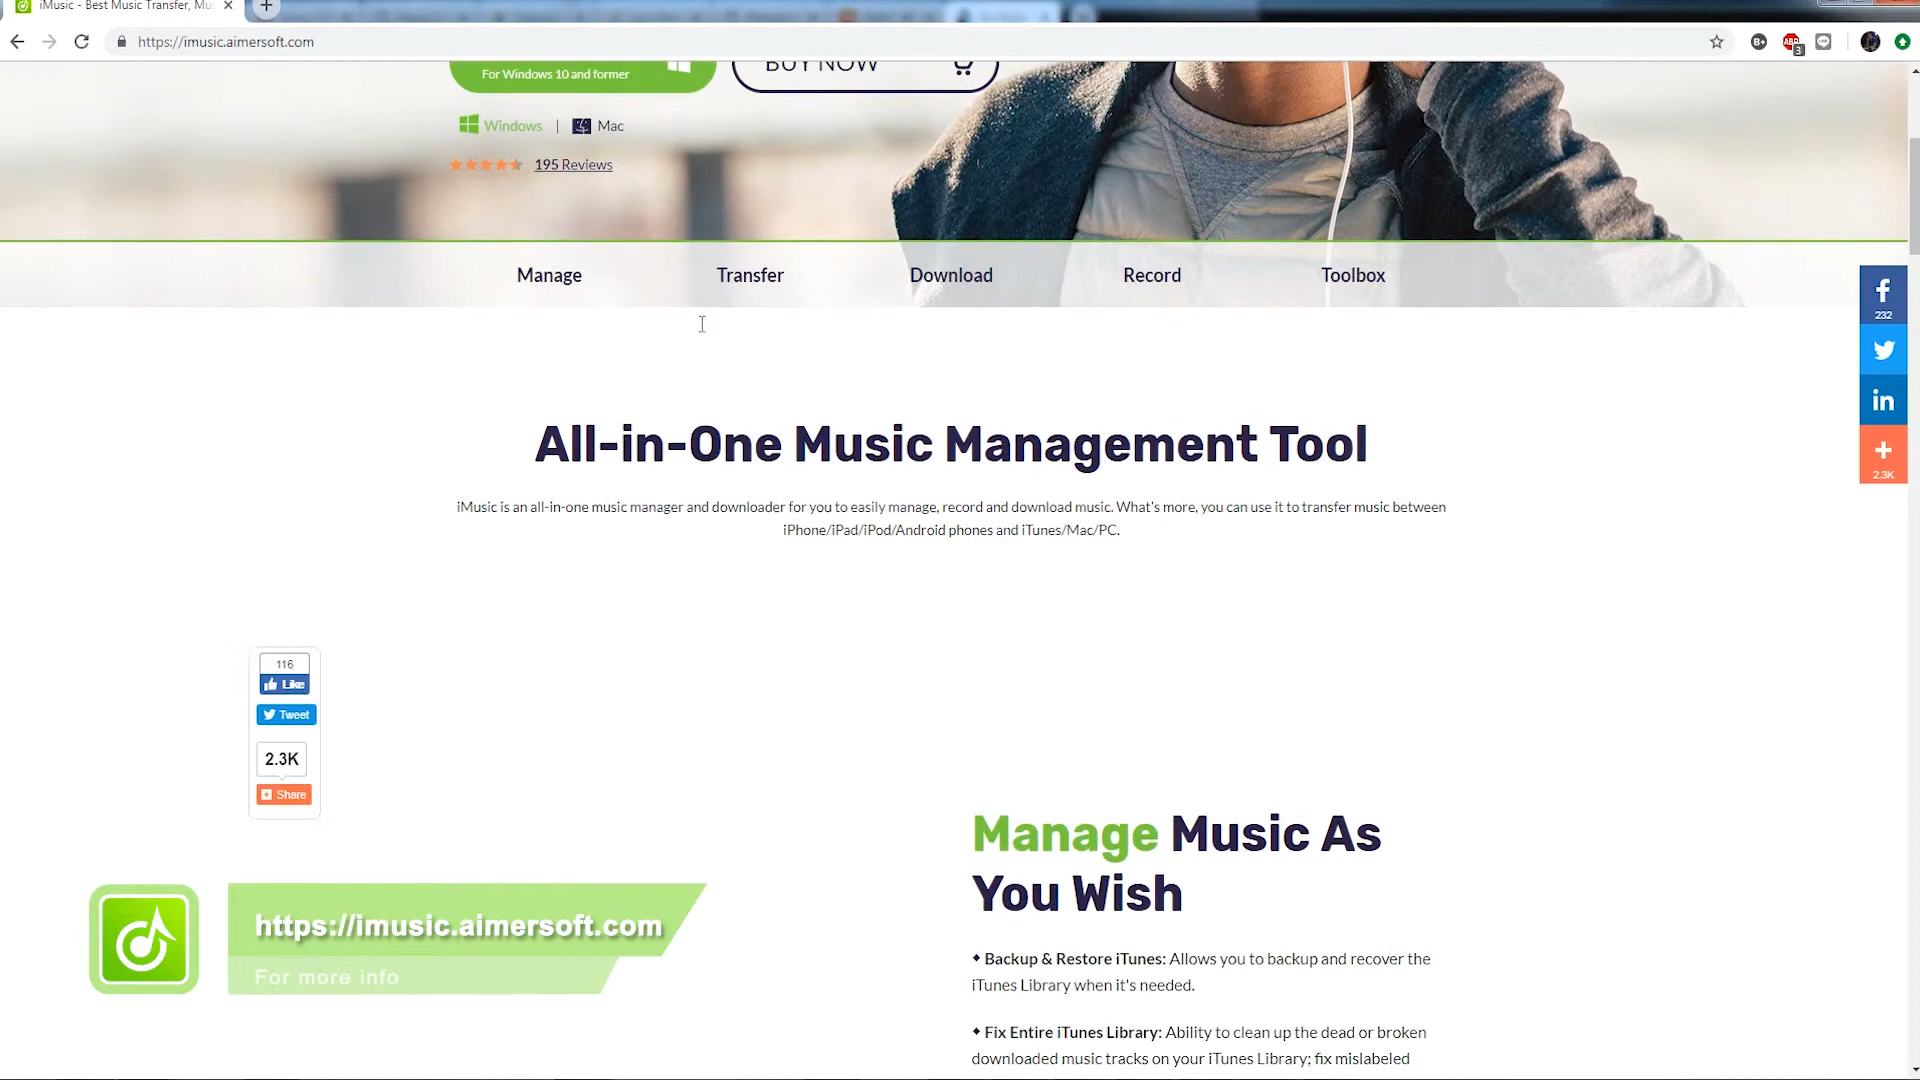 iMusic - Best Music Transfer, Mu
https://imusic.aimersoft.com
ABP
3
For Windows 10 and former
BUY NOW
Windows | Mac
195 Reviews
Manage
Transfer
Download
Record
Toolbox
232
in
2.3K
All-in-One Music Management Tool
iMusic is an all-in-one music manager and downloader for you to easily manage, record and download music. What's more, you can use it to transfer music between
iPhone/iPad/iPod/Android phones and iTunes/Mac/PC.
116
Like
Tweet
2.3K
Share
Manage Music As
You Wish
Backup & Restore iTunes: Allows you to backup and recover the
iTunes Library when it's needed.
Fix Entire iTunes Library: Ability to clean up the dead or broken
downloaded music tracks on your iTunes Library; fix mislabeled
https://imusic.aimersoft.com
For more info